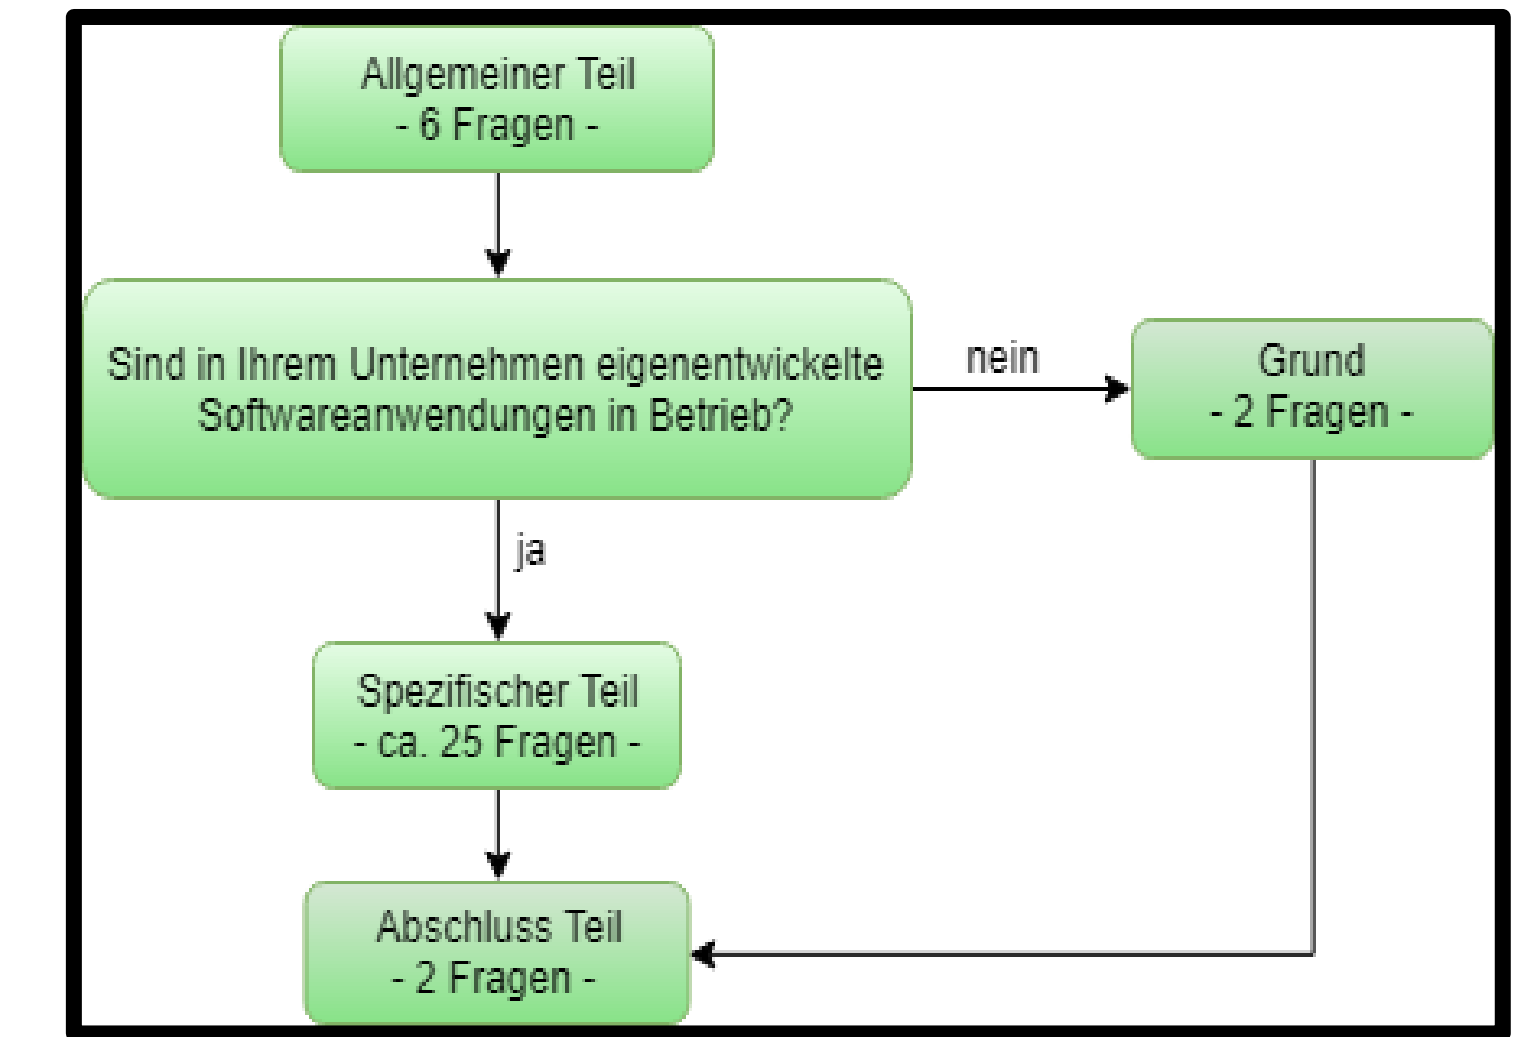 Allgemeiner Teil
- 6 Fragen -
Sind in Ihrem Unternehmen eigenentwickelte
Softwareanwendungen in Betrieb?
nein
Grund
- 2 Fragen -
ja
Spezifischer Teil
- ca. 25 Fragen -
Abschluss Teil
- 2 Fragen -